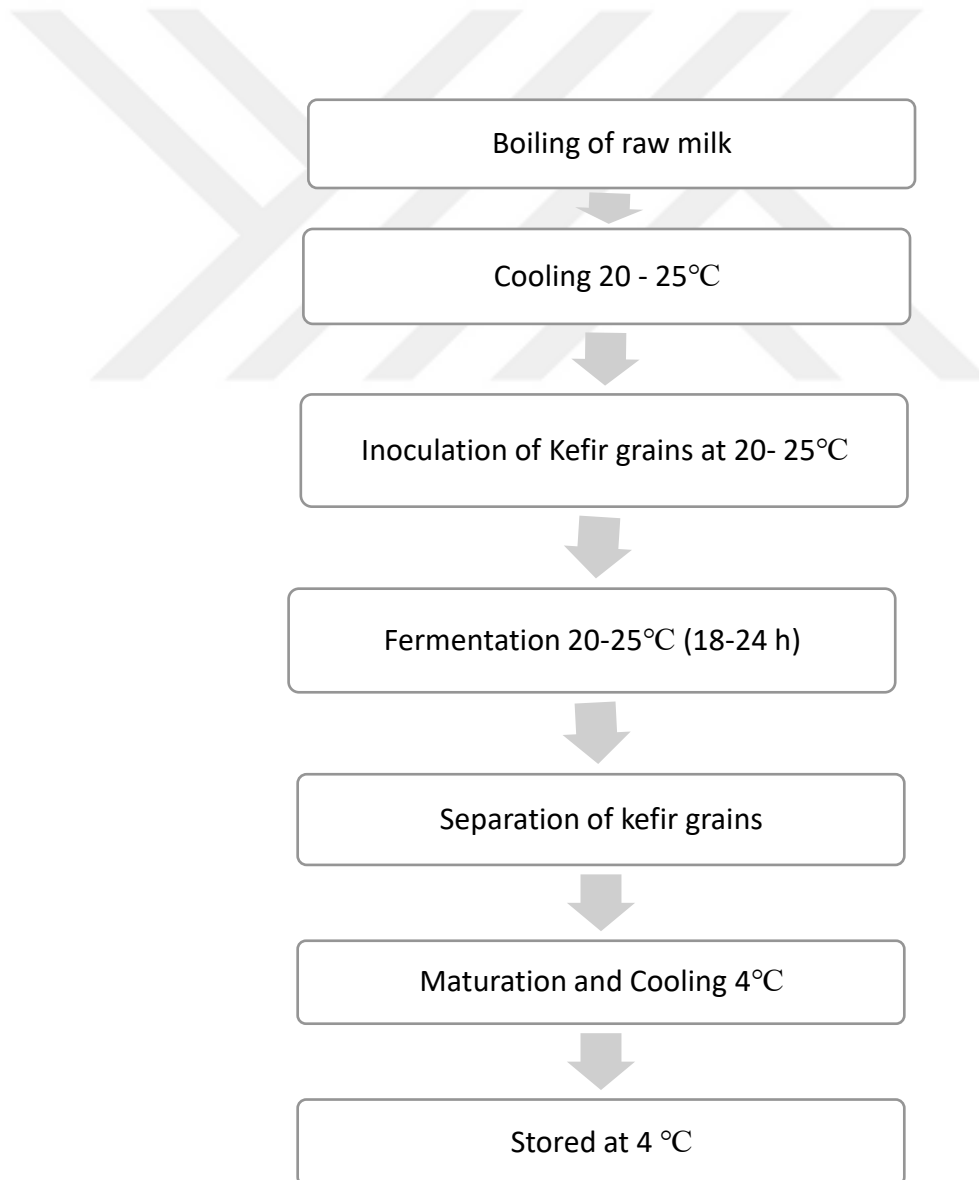 Boiling of raw milk
Cooling 20 - 25℃
Inoculation of Kefir grains at 20- 25℃
Fermentation 20-25℃ (18-24 h)
Separation of kefir grains
Maturation and Cooling 4℃
Stored at 4 ℃